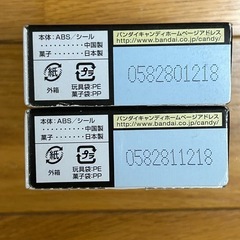 本体：ABS／シール
中国製
菓子 日本製
紙
外箱
プラ
玩具袋：PE
菓子袋：PP
バンダイキャンディホームページアドレス
http://www.bandai.co.jp/candy/
0582801218
本体：ABS／シール
中国製
菓子 日本製
紙
外箱
プラ
玩具袋：PE
菓子袋：PP
バンダイキャンディホームページアドレス
http://www.bandai.co.jp/candy/
0582811218